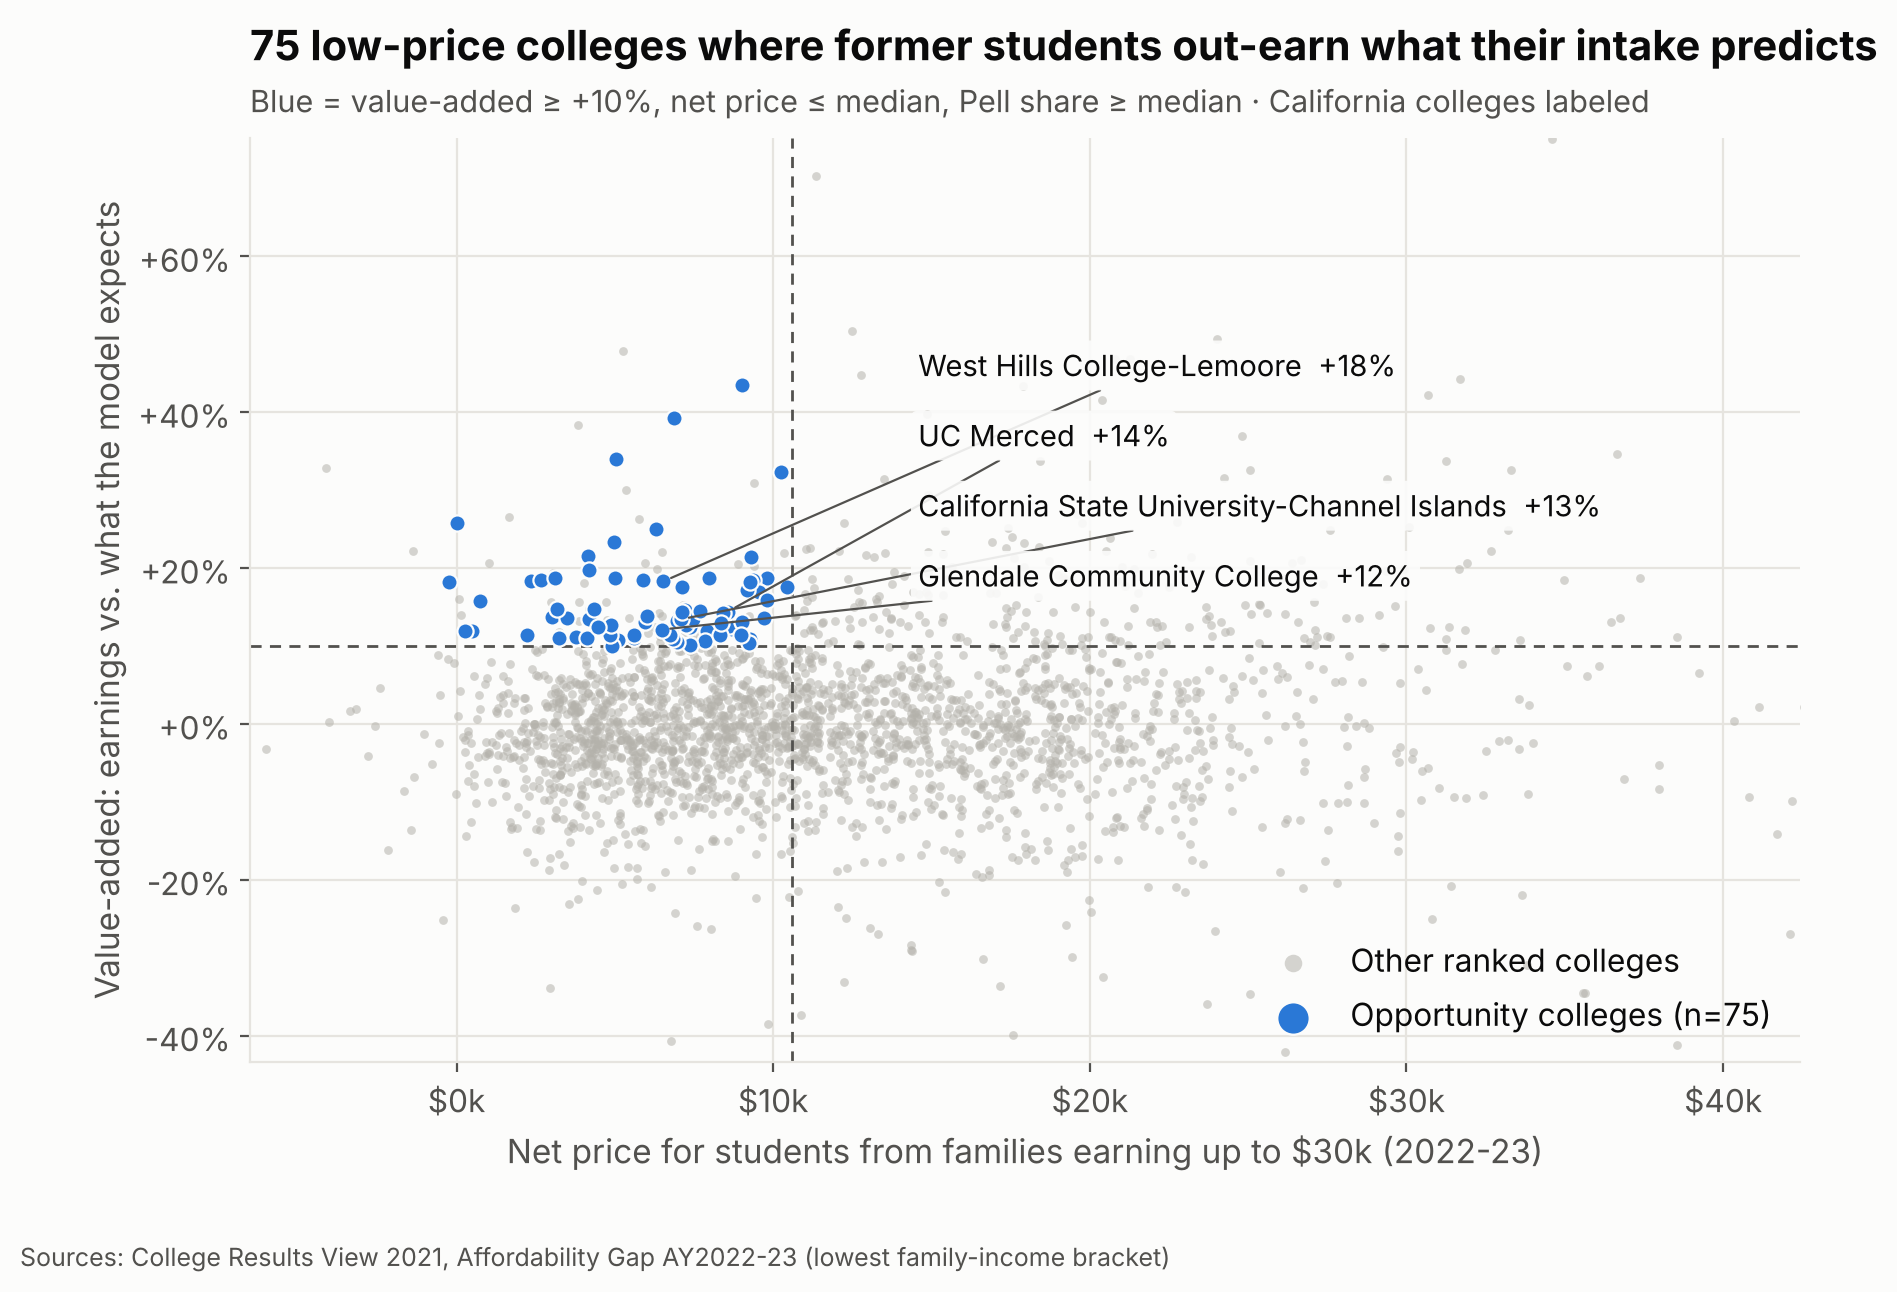 75 low-price colleges where former students out-earn what their intake predicts
Blue = value-added ≥ +10%, net price ≤ median, Pell share ≥ median · California colleges labeled
Value-added: earnings vs. what the model expects
+60%
+40%
+20%
+0%
-20%
-40%
West Hills College-Lemoore +18%
UC Merced +14%
California State University-Channel Islands +13%
Glendale Community College +12%
Other ranked colleges
Opportunity colleges (n=75)
$0k
$10k
$20k
$30k
$40k
Net price for students from families earning up to $30k (2022-23)
Sources: College Results View 2021, Affordability Gap AY2022-23 (lowest family-income bracket)